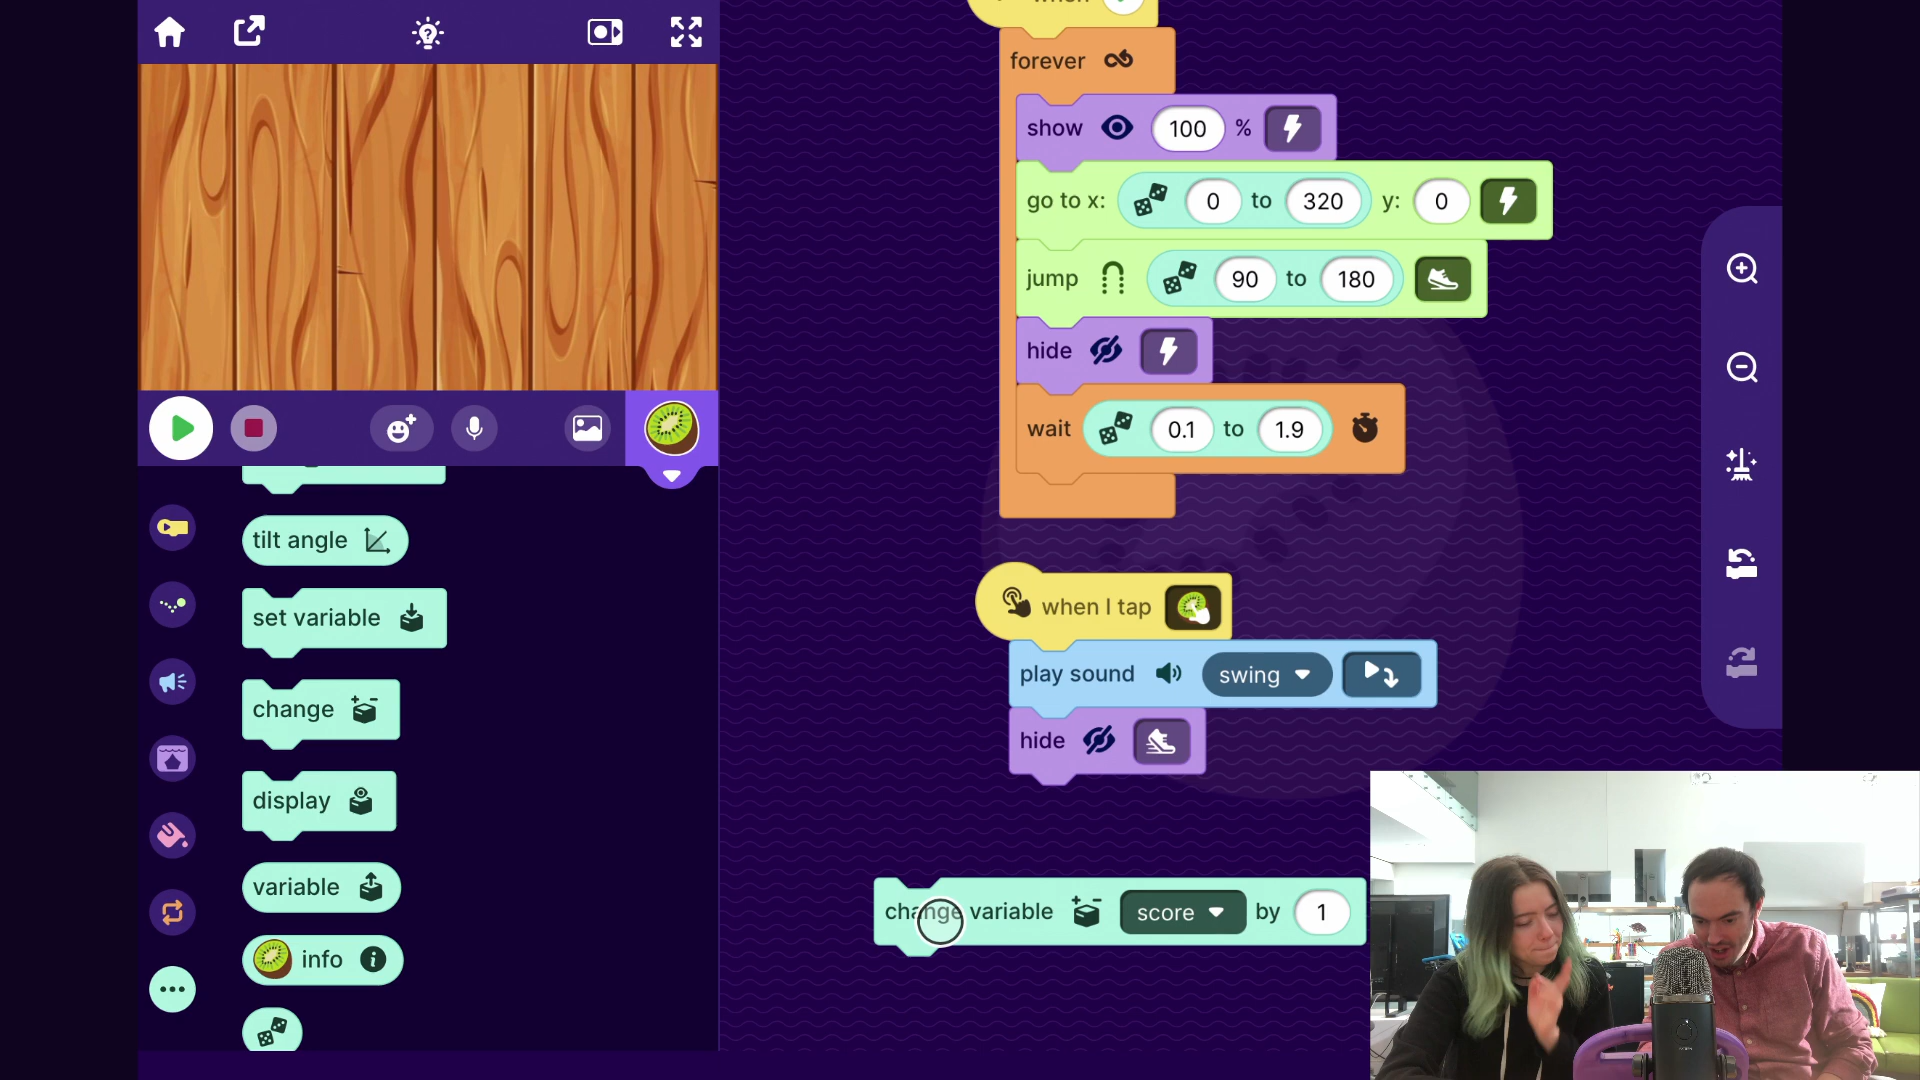 when
forever
show 100 %
go to x: 0 to 320 y: 0
jump 90 to 180
hide
wait 0.1 to 1.9
tilt angle
set variable
change
display
variable
info
when I tap
play sound swing
hide
change variable score by 1